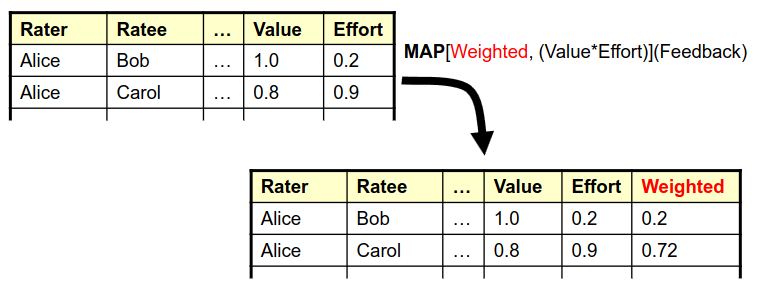 Rater Ratee … Value Effort
Alice Bob … 1.0 0.2
Alice Carol … 0.8 0.9
MAP[Weighted, (Value*Effort)](Feedback)
Rater Ratee … Value Effort Weighted
Alice Bob … 1.0 0.2 0.2
Alice Carol … 0.8 0.9 0.72